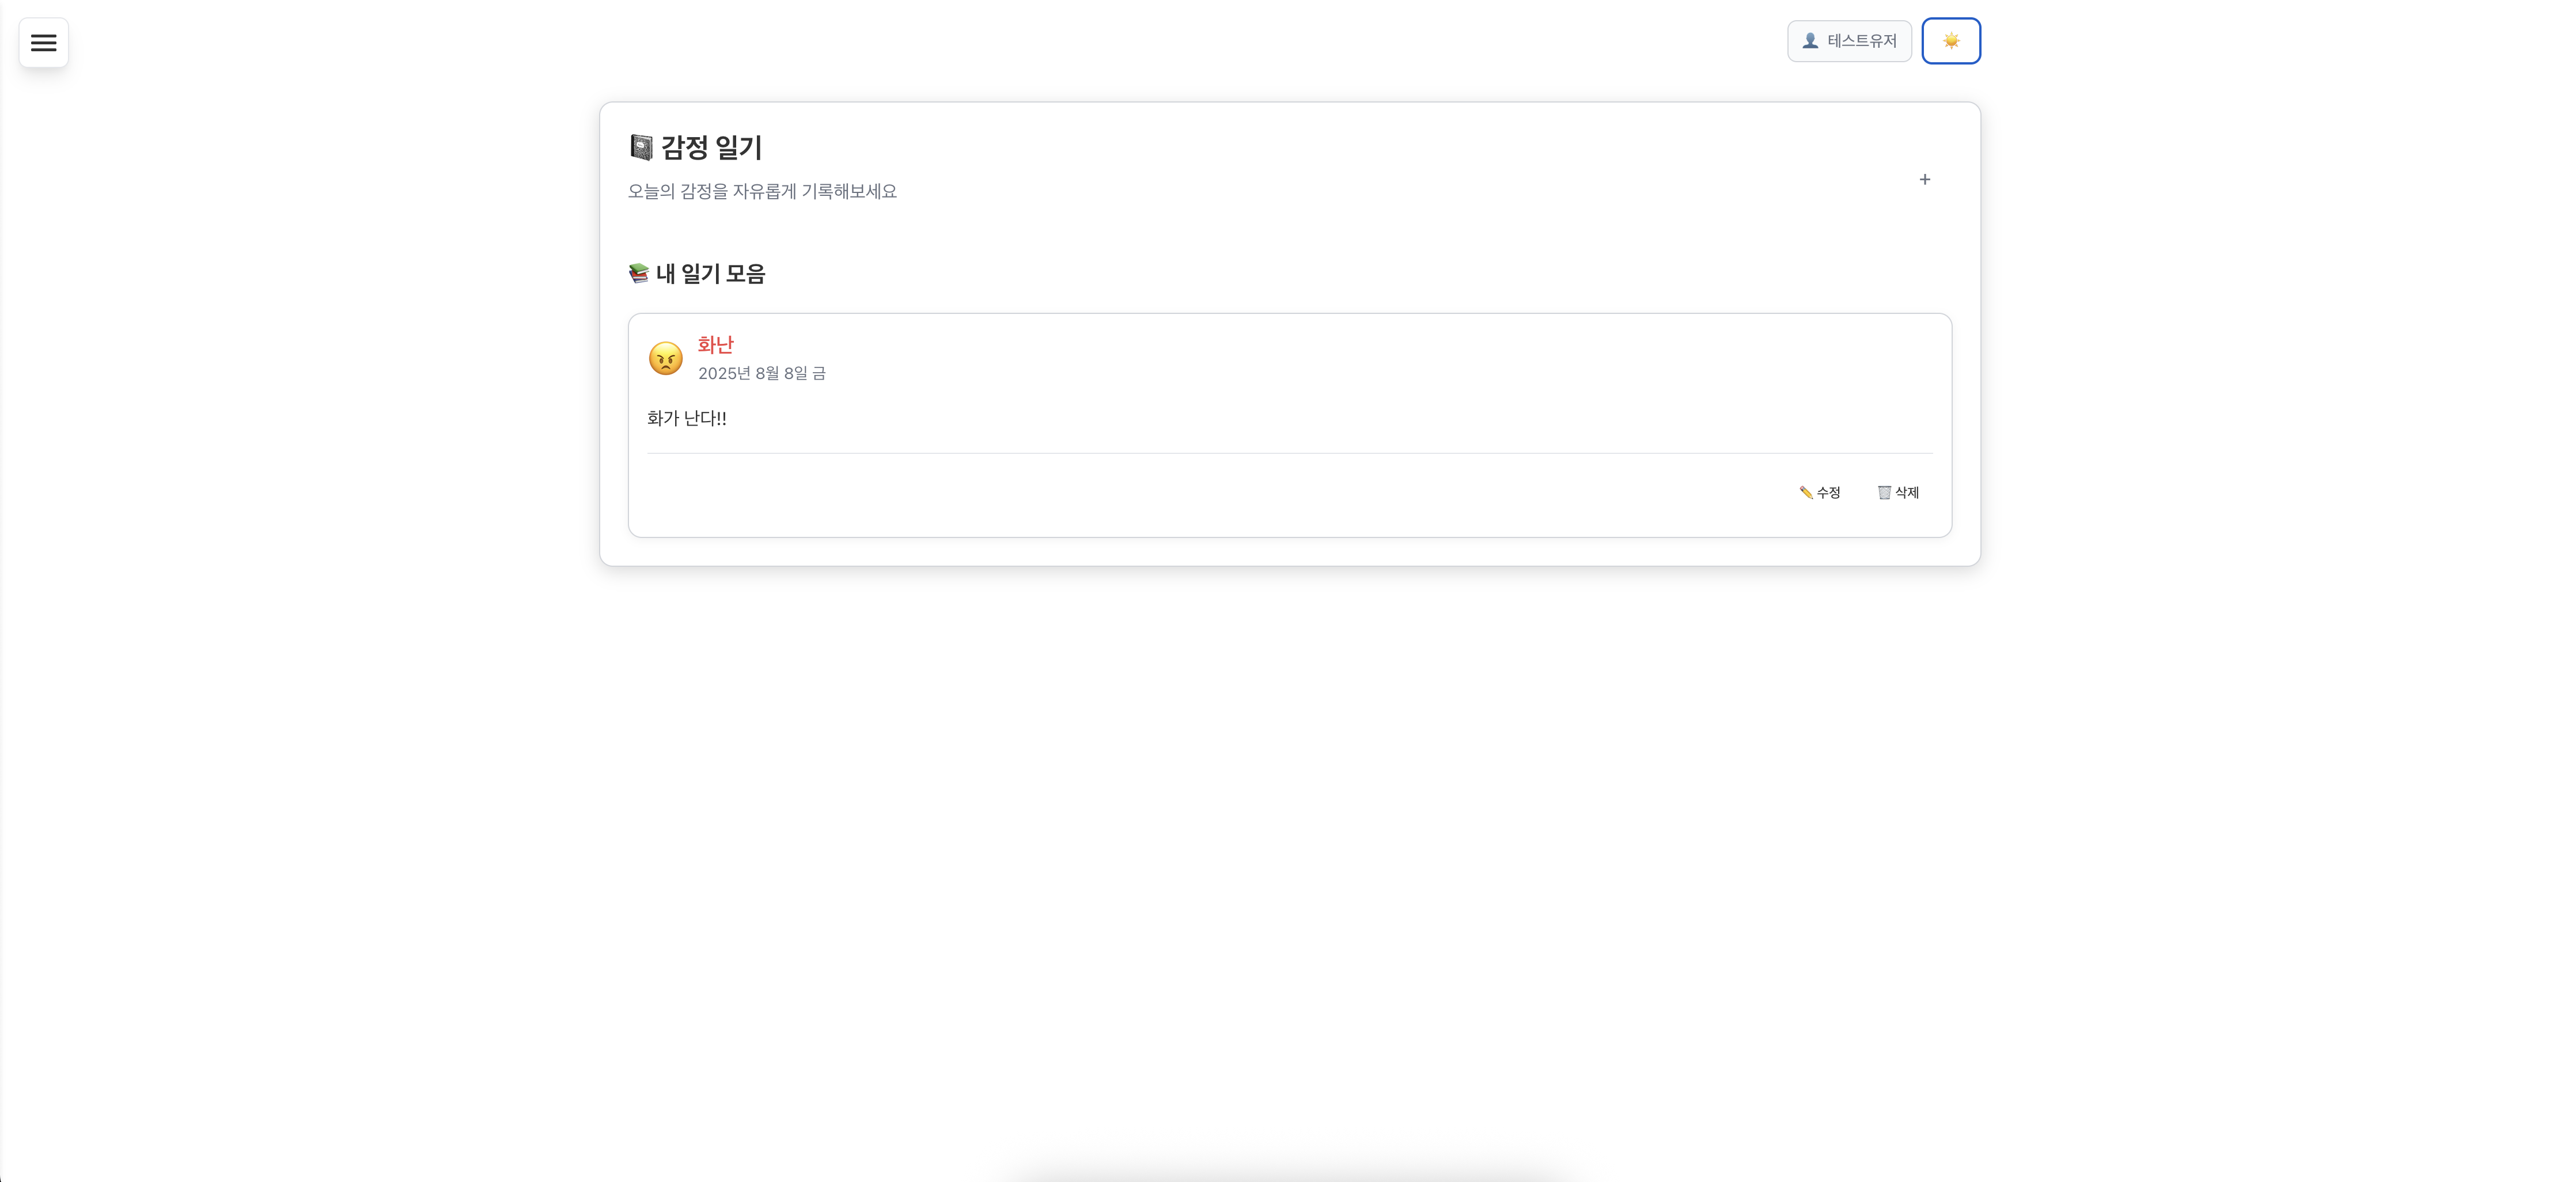 테스트유저
감정 일기
오늘의 감정을 자유롭게 기록해보세요
+
내 일기 모음
화난
2025년 8월 8일 금
화가 난다!!
수정
삭제